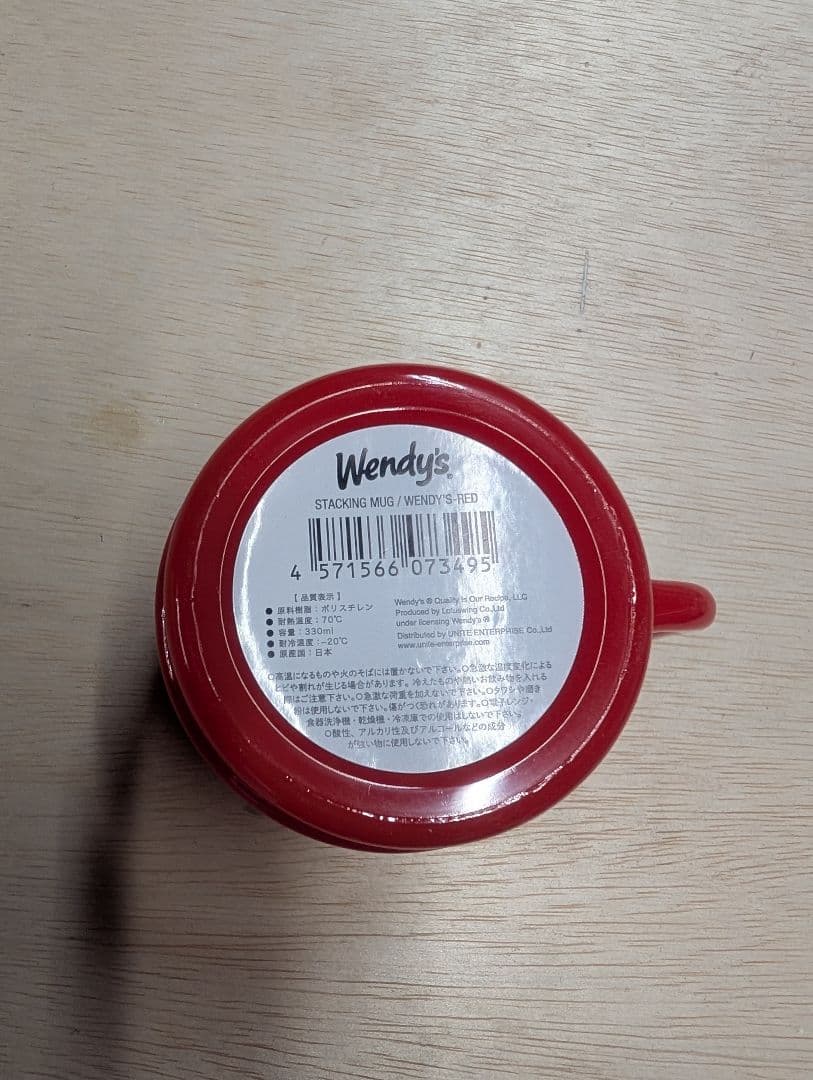 Wendy's®
STACKING MUG / WENDY'S-RED
4 571566 073495
【品質表示】
● 原料樹脂：ポリスチレン
● 耐熱温度：70℃
● 容量：330ml
● 耐冷温度：-20℃
● 原産国：日本
Wendy's ® Quality Is Our Recipe, LLC
Produced by Lotuswing Co.,Ltd
under licensing Wendy's ®
Distributed by UNITE ENTERPRISE Co.,Ltd
www.unite-enterprise.com
○高温になるものや火のそばには置かないで下さい。○急激な温度変化による
ヒビや割れが生じる場合があります。冷えたものや熱いお飲み物を入れる
際はご注意下さい。○急激な荷重を加えないで下さい。○タワシや磨き
粉は使用しないで下さい。傷がつく恐れがあります。○電子レンジ・
食器洗浄機・乾燥機・冷凍庫での使用はしないで下さい。
○酸性、アルカリ性及びアルコールなどの成分
が強い物に使用しないで下さい。